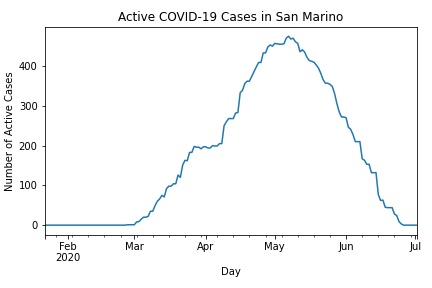 Active COVID-19 Cases in San Marino
Number of Active Cases
400
300
200
100
0
Feb Mar Apr May Jun Jul
2020
Day